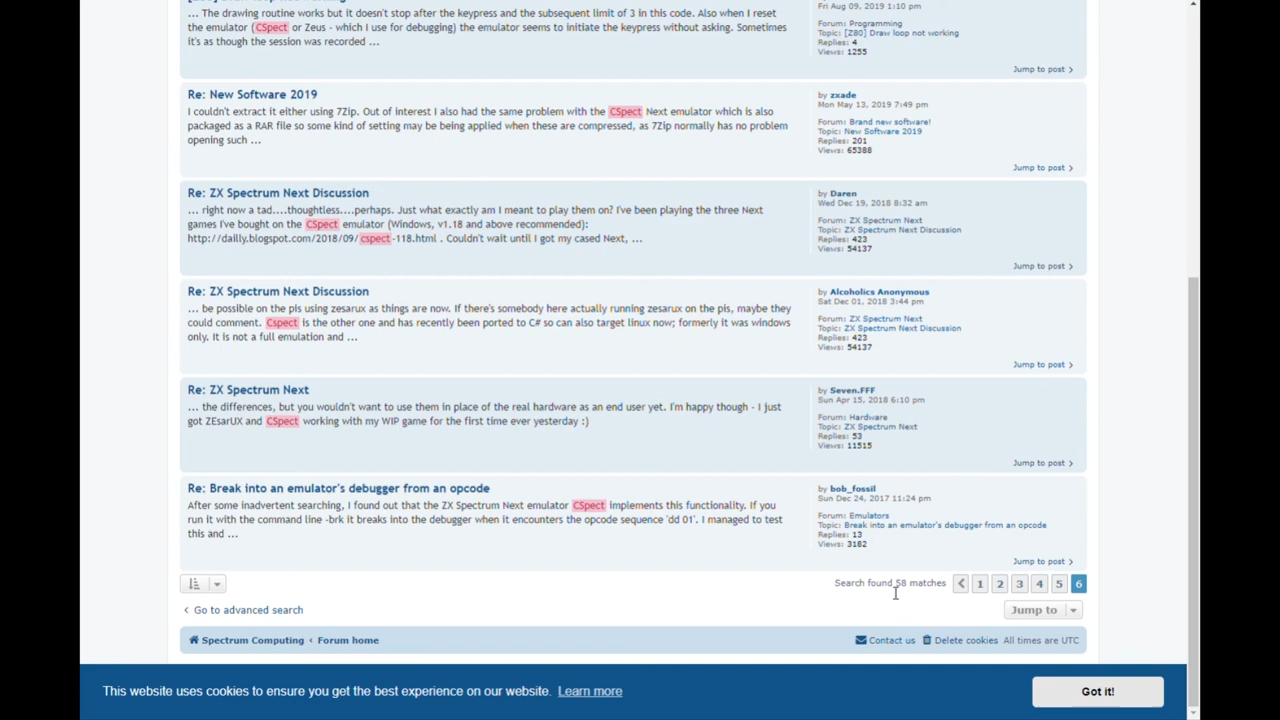 ... The drawing routine works but it doesn't stop after the keypress and the subsequent limit of 3 in this code. Also when I reset
the emulator (CSpect or Zeus - which I use for debugging) the emulator seems to initiate the keypress without asking. Sometimes
it's as though the session was recorded ...
Fri Aug 09, 2019 1:10 pm
Forum: Programming
Topic: [Z80] Draw loop not working
Replies: 4
Views: 1255
Jump to post
Re: New Software 2019
I couldn't extract it either using 7Zip. Out of interest I also had the same problem with the CSpect Next emulator which is also
packaged as a RAR file so some kind of setting may be being applied when these are compressed, as 7Zip normally has no problem
opening such ...
by zxade
Mon May 13, 2019 7:49 pm
Forum: Brand new software!
Topic: New Software 2019
Replies: 201
Views: 65388
Jump to post
Re: ZX Spectrum Next Discussion
... right now a tad....thoughtless....perhaps. Just what exactly am I meant to play them on? I've been playing the three Next
games I've bought on the CSpect emulator (Windows, v1.18 and above recommended):
http://dailly.blogspot.com/2018/09/cspect-118.html . Couldn't wait until I got my cased Next, ...
by Daren
Wed Dec 19, 2018 8:32 am
Forum: ZX Spectrum Next
Topic: ZX Spectrum Next Discussion
Replies: 423
Views: 54137
Jump to post
Re: ZX Spectrum Next Discussion
... be possible on the pis using zesarux as things are now. If there's somebody here actually running zesarux on the pis, maybe they
could comment. Cspect is the other one and has recently been ported to C# so can also target linux now; formerly it was windows
only. It is not a full emulation and ...
by Alcoholics Anonymous
Sat Dec 01, 2018 3:44 pm
Forum: ZX Spectrum Next
Topic: ZX Spectrum Next Discussion
Replies: 423
Views: 54137
Jump to post
Re: ZX Spectrum Next
... the differences, but you wouldn't want to use them in place of the real hardware as an end user yet. I'm happy though - I just
got ZEsarUX and CSpect working with my WIP game for the first time ever yesterday :)
by Seven.FFF
Sun Apr 15, 2018 6:10 pm
Forum: Hardware
Topic: ZX Spectrum Next
Replies: 53
Views: 11515
Jump to post
Re: Break into an emulator's debugger from an opcode
After some inadvertent searching, I found out that the ZX Spectrum Next emulator CSpect implements this functionality. If you
run it with the command line -brk it breaks into the debugger when it encounters the opcode sequence 'dd 01'. I managed to test
this and ...
by bob_fossil
Sun Dec 24, 2017 11:24 pm
Forum: Emulators
Topic: Break into an emulator's debugger from an opcode
Replies: 13
Views: 3182
Jump to post
Search found 58 matches 1 2 3 4 5 6
Go to advanced search
Jump to
Spectrum Computing ‹ Forum home
Contact us Delete cookies All times are UTC
This website uses cookies to ensure you get the best experience on our website. Learn more
Got it!